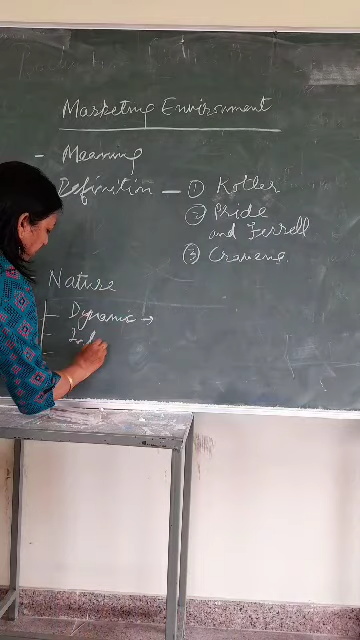 Marketing Environment
- Meaning
Definition - ① Kotler
② Pride
and Ferrell
③ Cravens
Nature
- Dynamic →